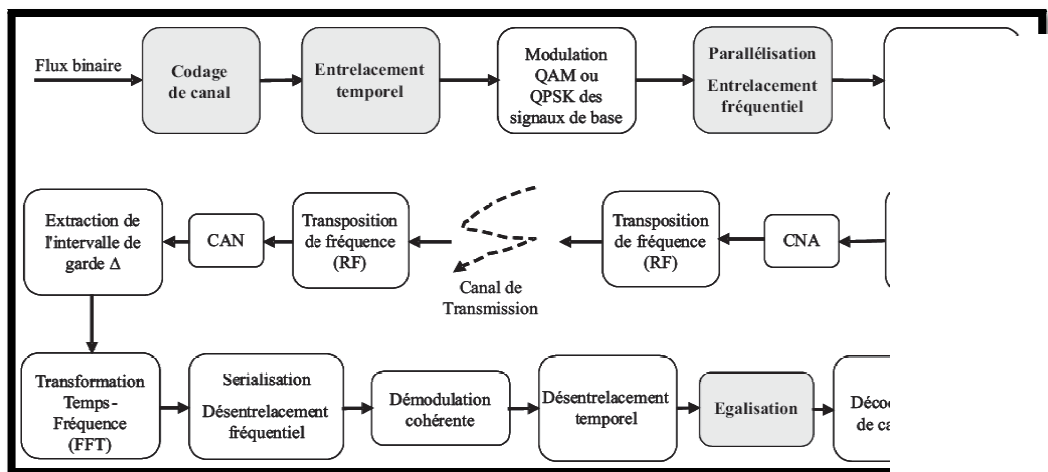 Flux binaire
Codage
de canal
Entrelacement
temporel
Modulation
QAM ou
QPSK des
signaux de base
Parallélisation
Entrelacement
fréquentiel
Extraction de
l'intervalle de
garde Δ
CAN
Transposition
de fréquence
(RF)
Canal de
Transmission
Transposition
de fréquence
(RF)
CNA
Transformation
Temps-
Fréquence
(FFT)
Serialisation
Désentrelacement
fréquentiel
Démodulation
cohérente
Désentrelacement
temporel
Egalisation
de